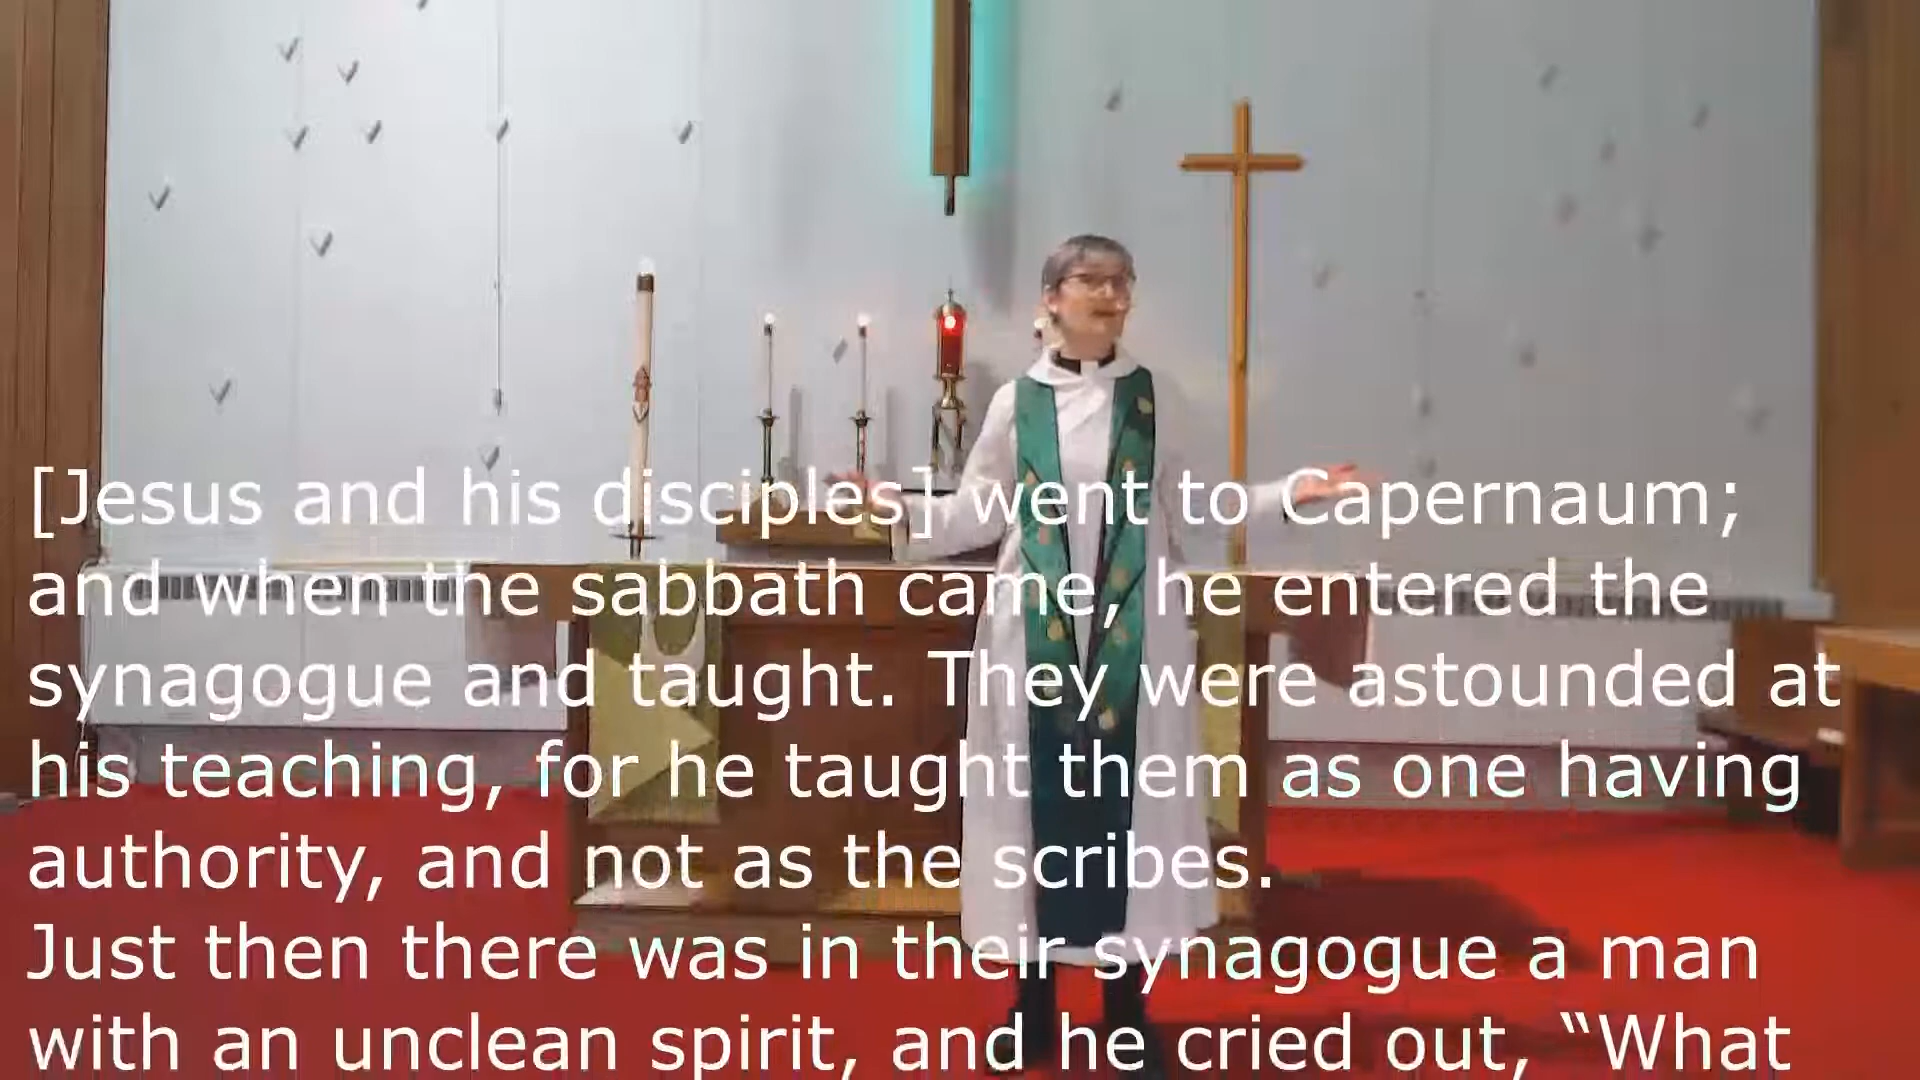 [Jesus and his disciples] went to Capernaum;
and when the sabbath came, he entered the
synagogue and taught. They were astounded at
his teaching, for he taught them as one having
authority, and not as the scribes.
Just then there was in their synagogue a man
with an unclean spirit, and he cried out, “What